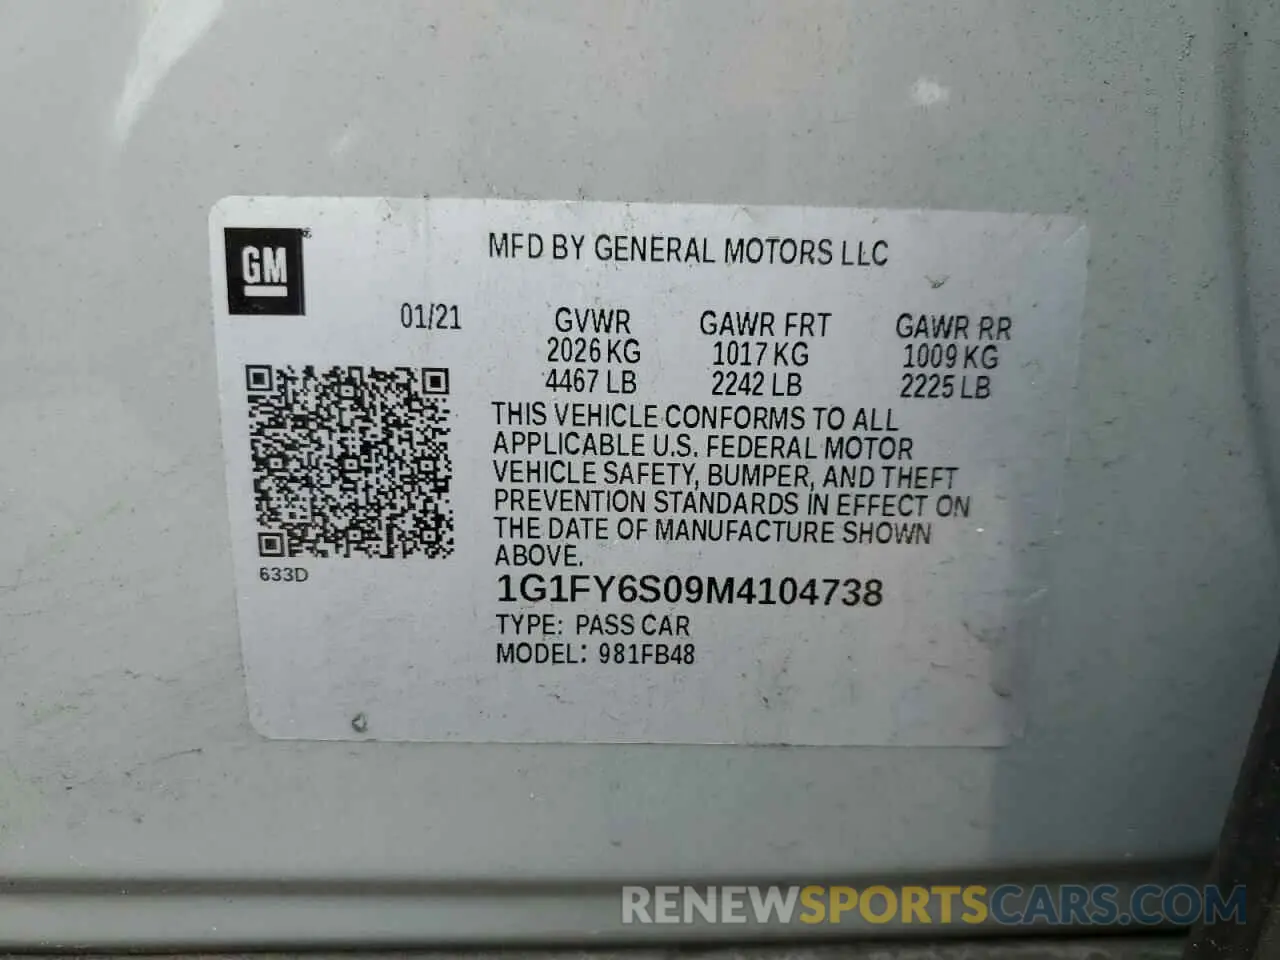 GM
MFD BY GENERAL MOTORS LLC
01/21 GVWR GAWR FRT GAWR RR
2026 KG 1017 KG 1009 KG
4467 LB 2242 LB 2225 LB
THIS VEHICLE CONFORMS TO ALL
APPLICABLE U.S. FEDERAL MOTOR
VEHICLE SAFETY, BUMPER, AND THEFT
PREVENTION STANDARDS IN EFFECT ON
THE DATE OF MANUFACTURE SHOWN
ABOVE.
633D
1G1FY6S09M4104738
TYPE: PASS CAR
MODEL: 981FB48
RENEWSPORTSCARS.COM